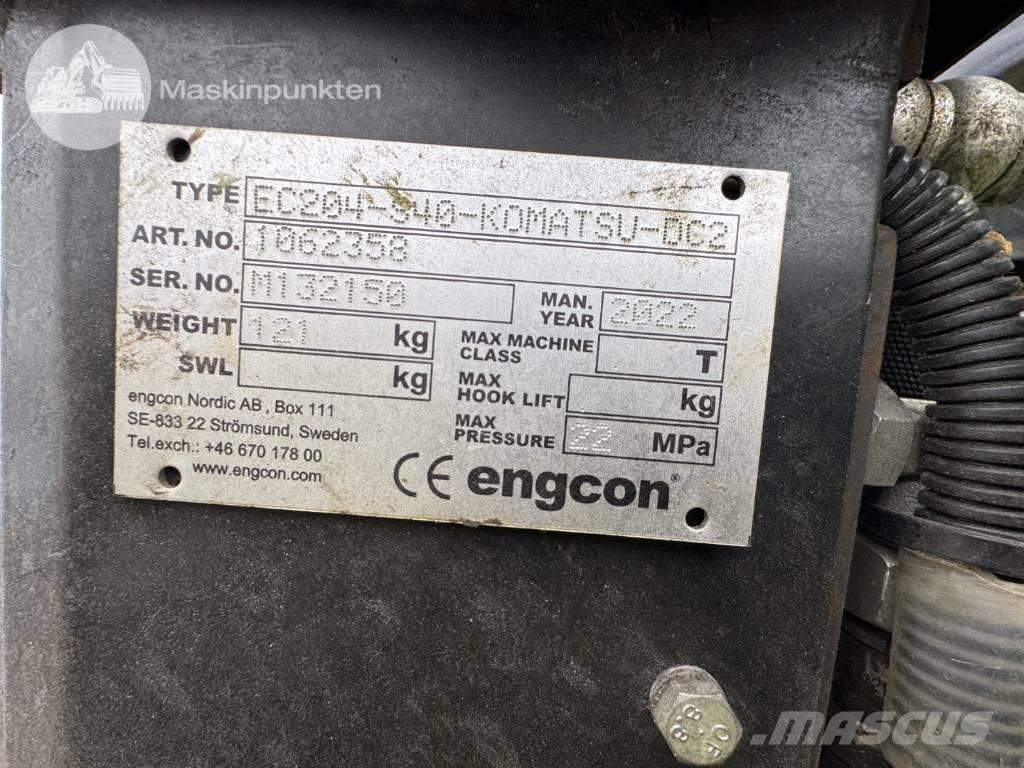 Maskinpunkten
TYPE EC204-S40-KOMATSU-DC2
ART. NO. 1062358
SER. NO. M132150
MAN. YEAR 2022
WEIGHT 121 kg
MAX MACHINE CLASS T
SWL kg
MAX HOOK LIFT kg
MAX PRESSURE 22 MPa
engcon Nordic AB , Box 111
SE-833 22 Strömsund, Sweden
Tel.exch.: +46 670 178 00
www.engcon.com
CE engcon®
8.8
MASCUS